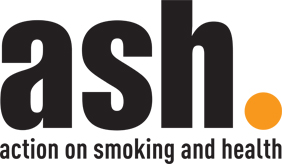 ash.
action on smoking and health